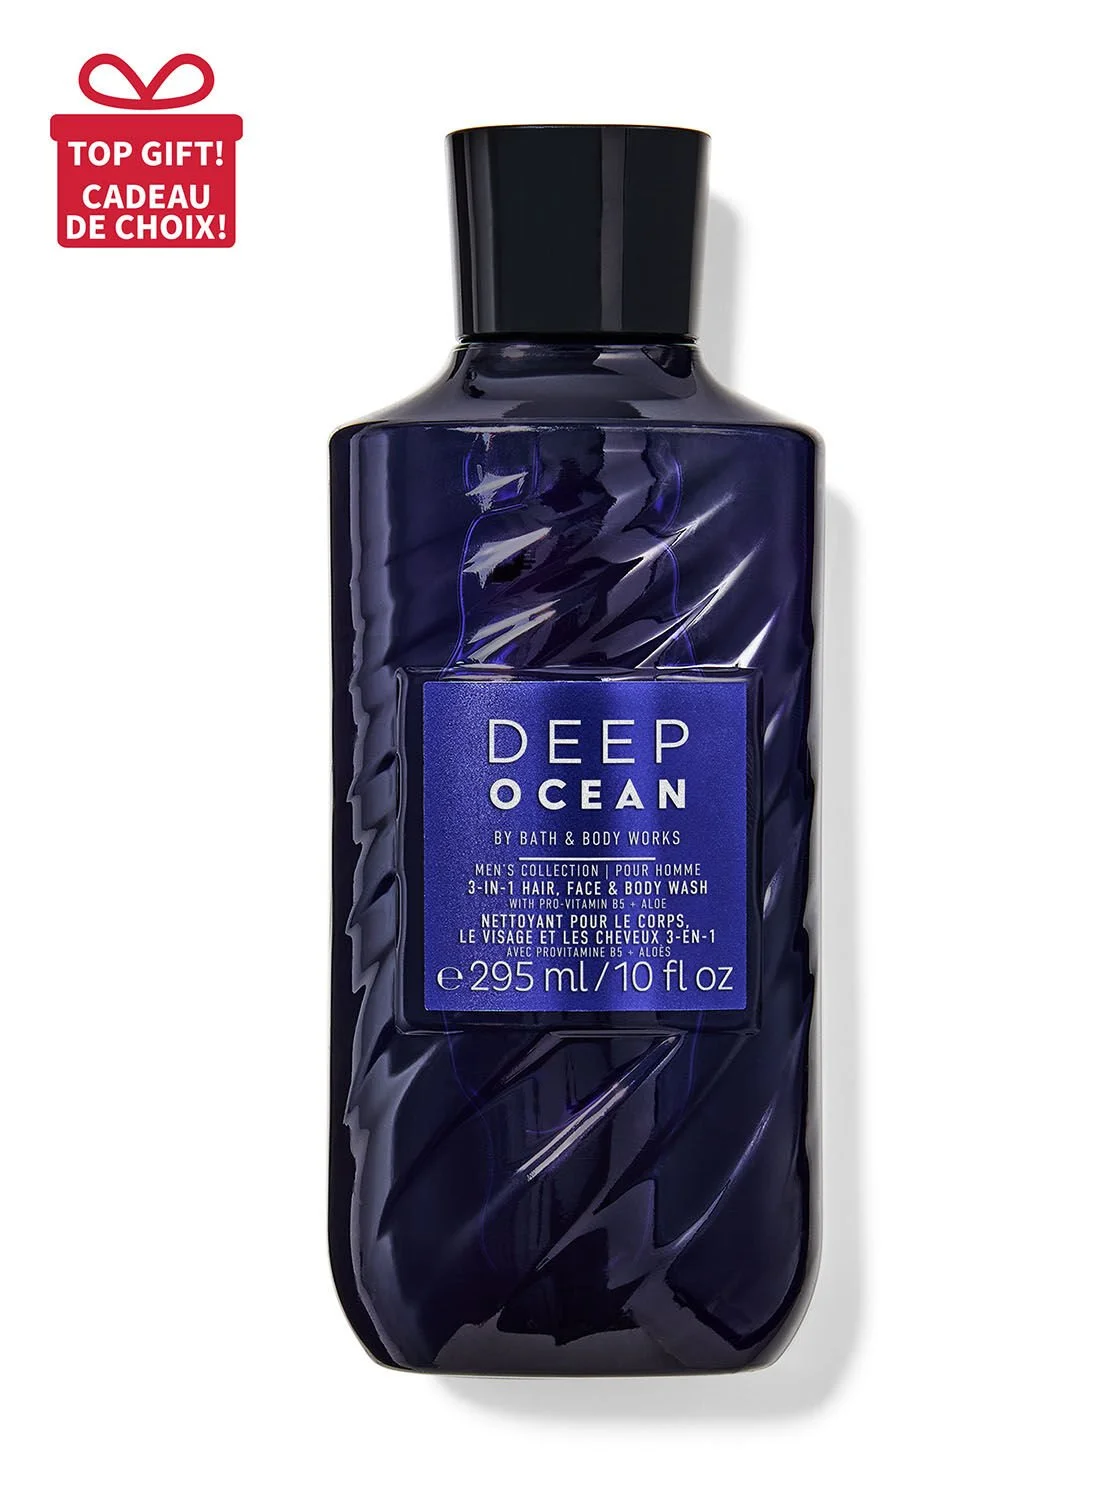 TOP GIFT!
CADEAU
DE CHOIX!
DEEP
OCEAN
BY BATH & BODY WORKS
MEN'S COLLECTION | POUR HOMME
3-IN-1 HAIR, FACE & BODY WASH
WITH PRO-VITAMIN B5 + ALOE
NETTOYANT POUR LE CORPS,
LE VISAGE ET LES CHEVEUX 3-EN-1
AVEC PROVITAMINE B5 + ALOÈS
℮ 295 ml / 10 fl oz